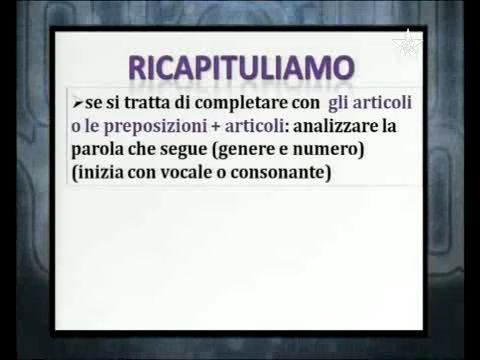 RICAPITULIAMO
➢se si tratta di completare con gli articoli
o le preposizioni + articoli: analizzare la
parola che segue (genere e numero)
(inizia con vocale o consonante)